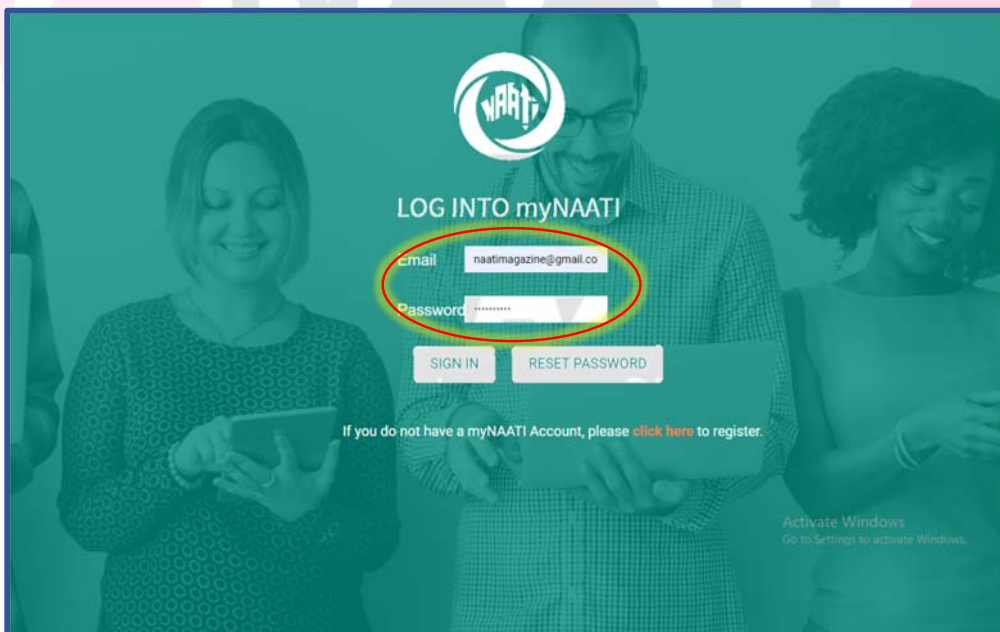 NAATI
LOG INTO myNAATI
Email naatimagazine@gmail.co
Password ··········
SIGN IN RESET PASSWORD
If you do not have a myNAATI Account, please click here to register.
Activate Windows
Go to Settings to activate Windows.